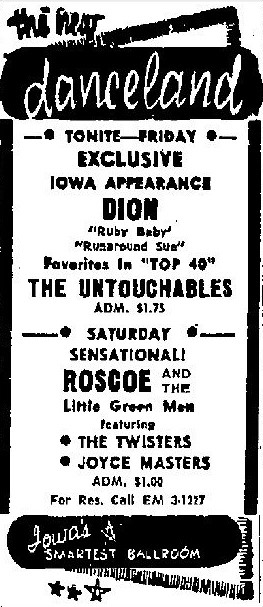 the new
danceland
TONITE—FRIDAY
EXCLUSIVE
IOWA APPEARANCE
DION
"Ruby Baby"
"Runaround Sue"
Favorites In "TOP 40"
THE UNTOUCHABLES
ADM. $1.75
SATURDAY
SENSATIONAL!
ROSCOE AND THE
Little Green Men
featuring
THE TWISTERS
JOYCE MASTERS
ADM. $1.00
For Res. Call EM 3-1227
Iowa's
SMARTEST BALLROOM